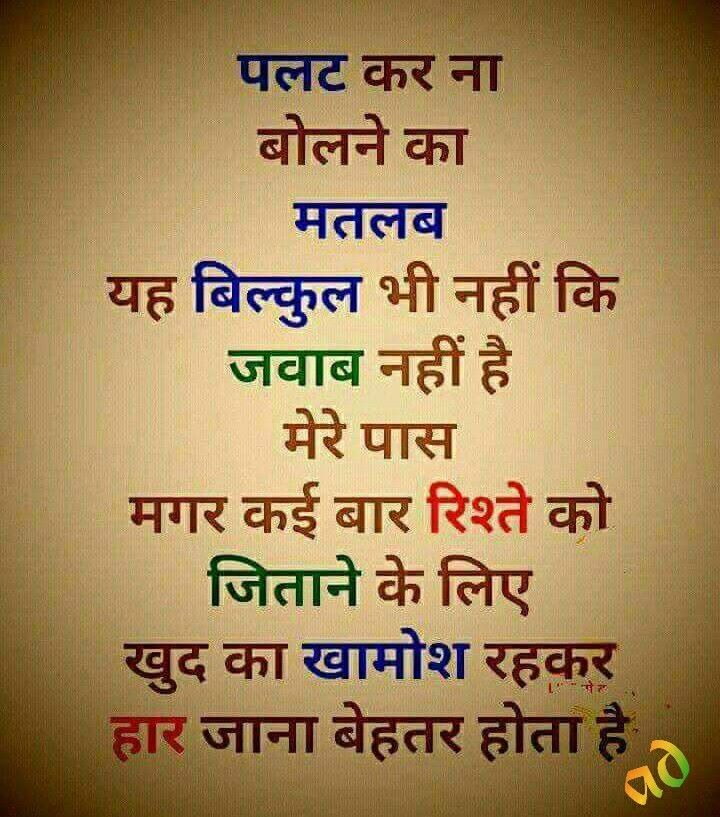 पलट कर ना
बोलने का
मतलब
यह बिल्कुल भी नहीं कि
जवाब नहीं है
मेरे पास
मगर कई बार रिश्ते को
जिताने के लिए
खुद का खामोश रहकर
हार जाना बेहतर होता है